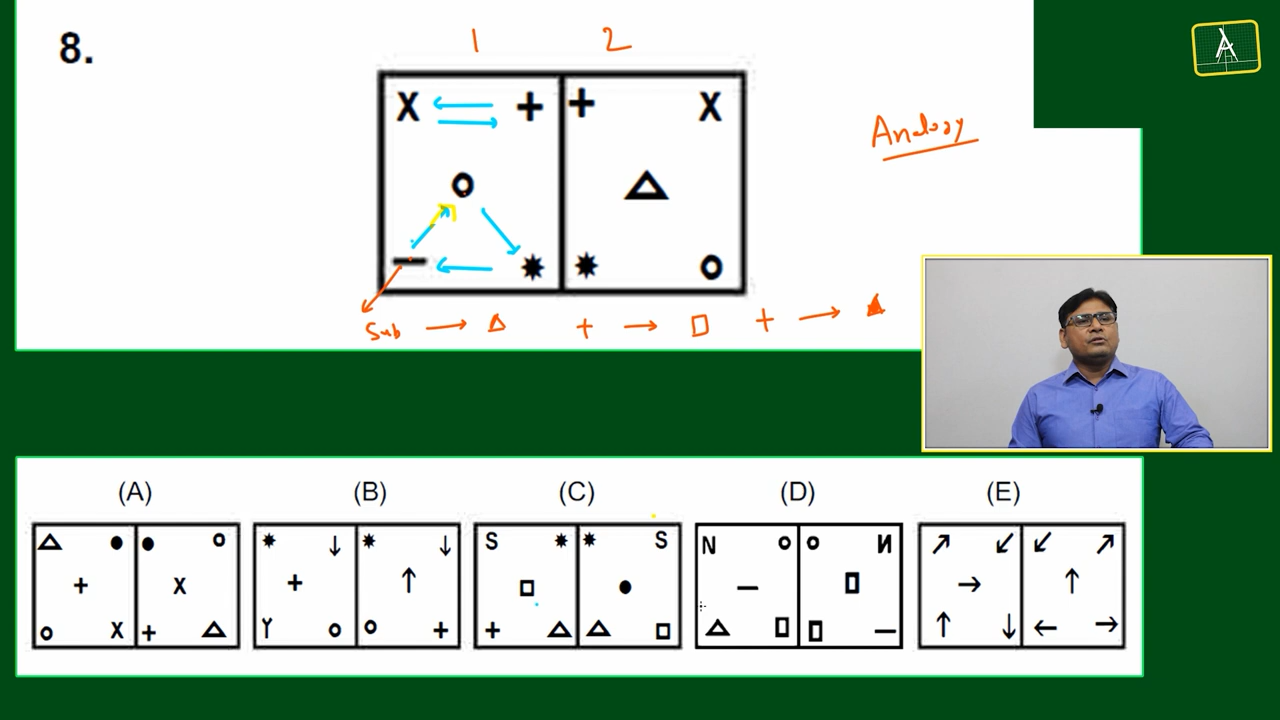 8.
1 2
X + + X
O △
− ✷ ✷ O
Analogy
Sub → △ + → □ + → ▲
(A) (B) (C) (D) (E)
△ ● ● O ✷ ↓ ✷ ↓ S ✷ ✷ S N O O И ↗ ↙ ↙ ↗
+ X + ↑ □ ● − □ → ↑
O X + △ Y O O + + △ △ □ △ □ □ − ↑ ↓ ← →